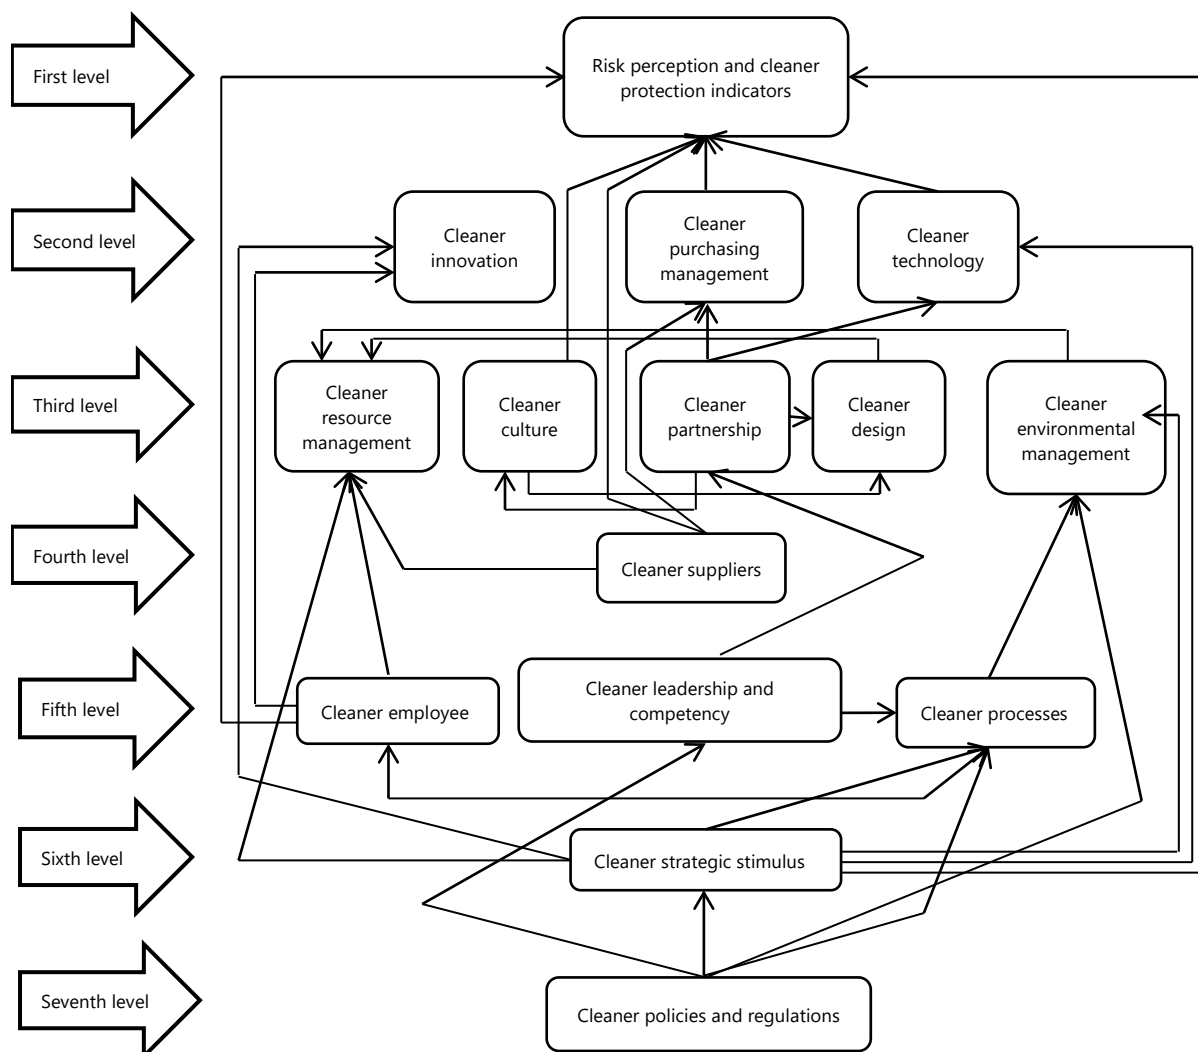 First level
Risk perception and cleaner
protection indicators
Second level
Cleaner
innovation
Cleaner
purchasing
management
Cleaner
technology
Third level
Cleaner
resource
management
Cleaner
culture
Cleaner
partnership
Cleaner
design
Cleaner
environmental
management
Fourth level
Cleaner suppliers
Fifth level
Cleaner employee
Cleaner leadership and
competency
Cleaner processes
Sixth level
Cleaner strategic stimulus
Seventh level
Cleaner policies and regulations